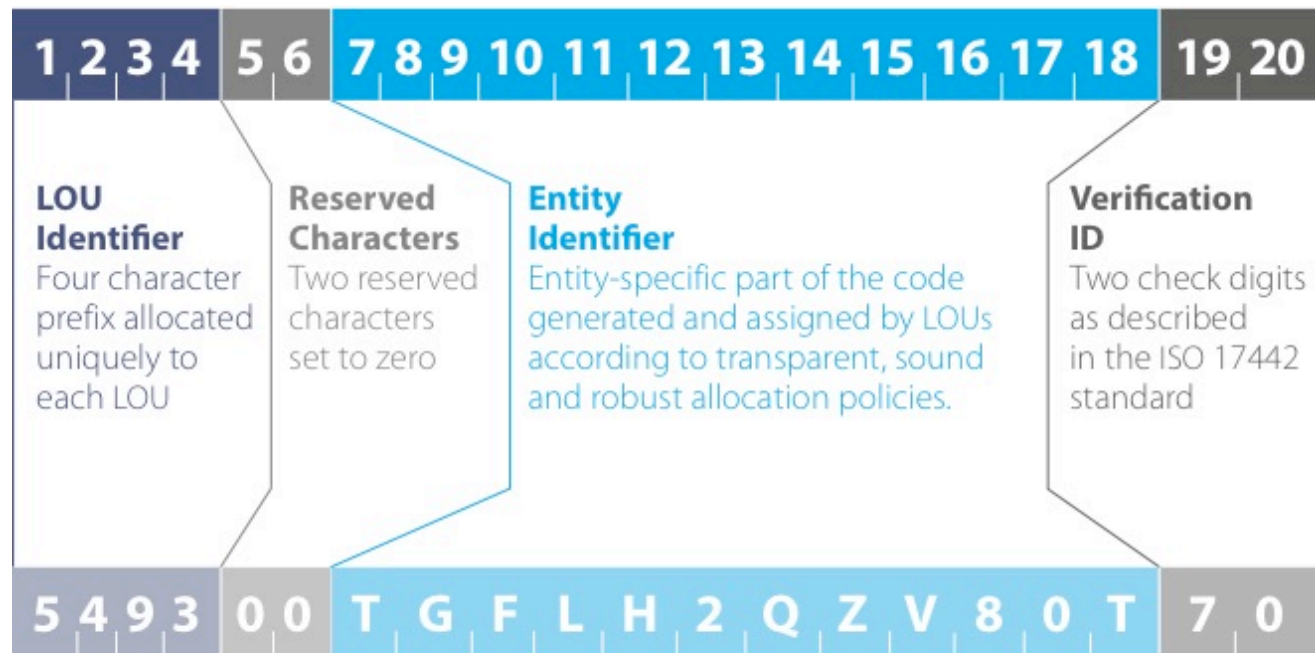 1 2 3 4 5 6 7 8 9 10 11 12 13 14 15 16 17 18 19 20
LOU
Identifier
Four character
prefix allocated
uniquely to
each LOU
Reserved
Characters
Two reserved
characters
set to zero
Entity
Identifier
Entity-specific part of the code
generated and assigned by LOUs
according to transparent, sound
and robust allocation policies.
Verification
ID
Two check digits
as described
in the ISO 17442
standard
5 4 9 3 0 0 T G F L H 2 Q Z V 8 0 T 7 0